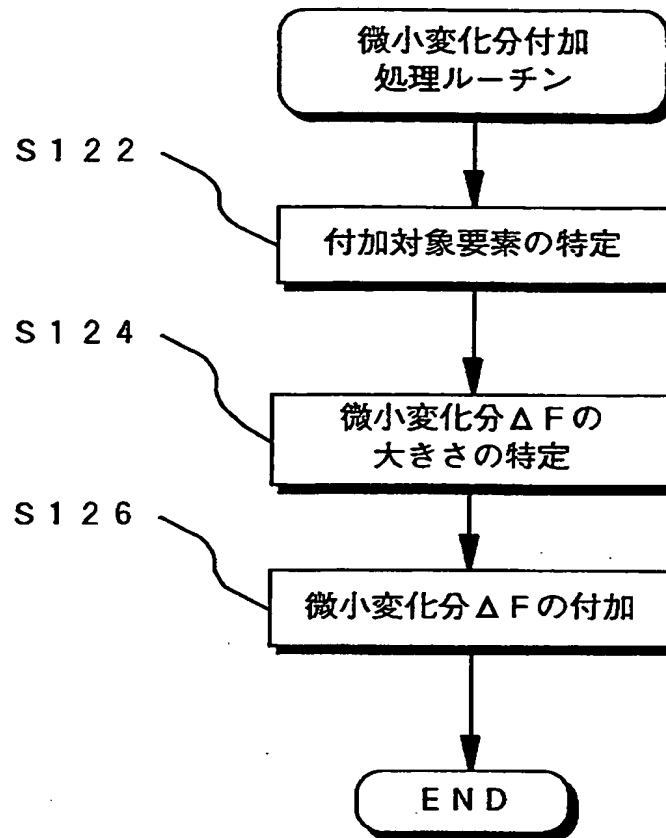 微小変化分付加
処理ルーチン
S122
付加対象要素の特定
S124
微小変化分ΔFの
大きさの特定
S126
微小変化分ΔFの付加
END